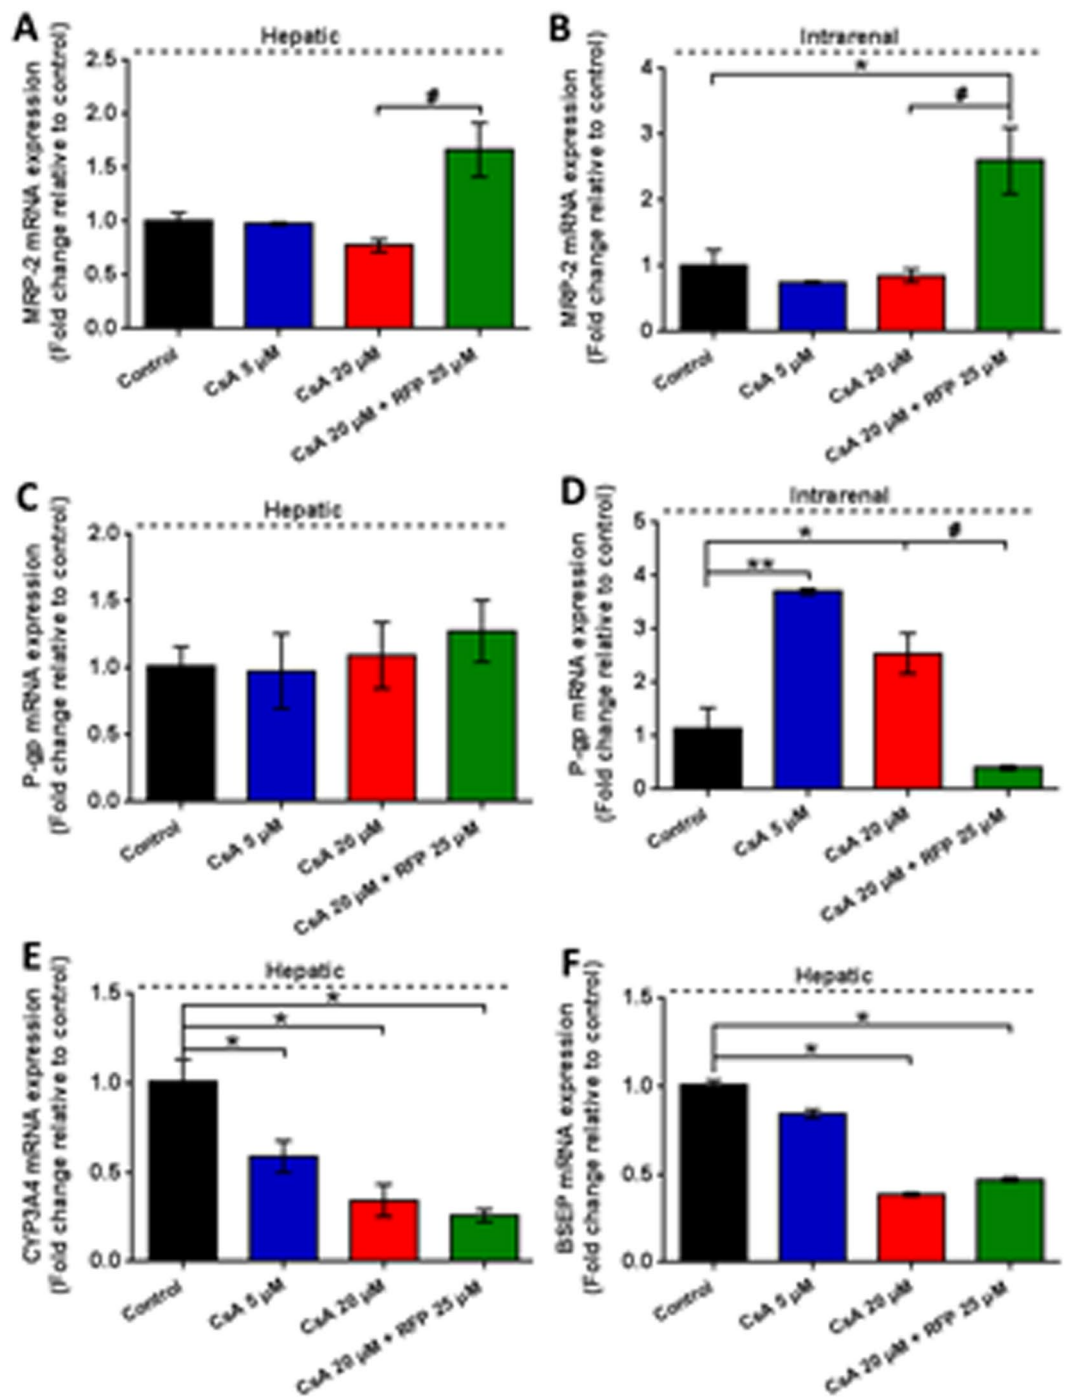 A
Hepatic
MRP-2 mRNA expression
(Fold change relative to control)
2.5
2.0
1.5
1.0
0.5
0.0
#
Control
CsA 5 µM
CsA 20 µM
CsA 20 µM + RFP 25 µM
B
Intrarenal
MRP-2 mRNA expression
(Fold change relative to control)
4
3
2
1
0
*
#
Control
CsA 5 µM
CsA 20 µM
CsA 20 µM + RFP 25 µM
C
Hepatic
P-gp mRNA expression
(Fold change relative to control)
2.0
1.5
1.0
0.5
0.0
Control
CsA 5 µM
CsA 20 µM
CsA 20 µM + RFP 25 µM
D
Intrarenal
P-gp mRNA expression
(Fold change relative to control)
5
4
3
2
1
0
*
#
**
Control
CsA 5 µM
CsA 20 µM
CsA 20 µM + RFP 25 µM
E
Hepatic
CYP3A4 mRNA expression
(Fold change relative to control)
1.5
1.0
0.5
0.0
*
*
*
Control
CsA 5 µM
CsA 20 µM
CsA 20 µM + RFP 25 µM
F
Hepatic
BSEP mRNA expression
(Fold change relative to control)
1.5
1.0
0.5
0.0
*
*
Control
CsA 5 µM
CsA 20 µM
CsA 20 µM + RFP 25 µM